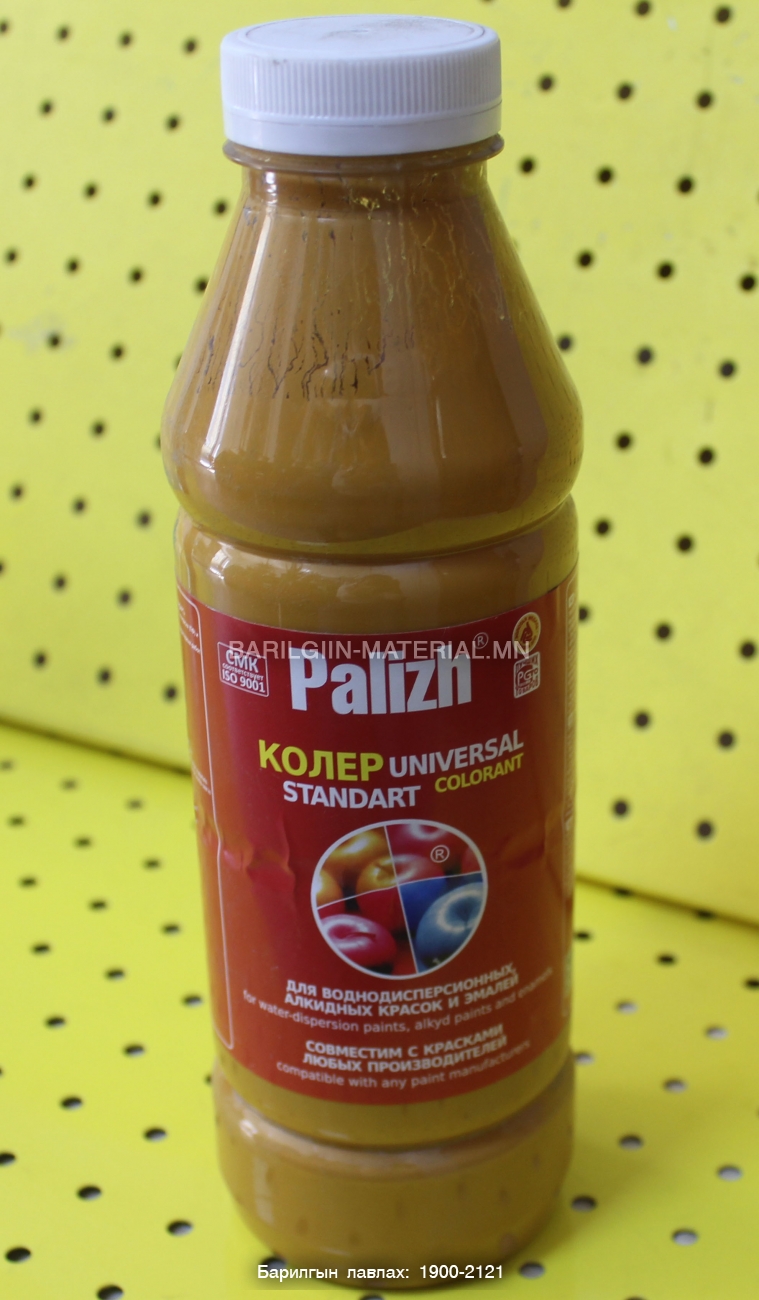 BARILGIIN-MATERIAL.MN
СМК
соответствует
ISO 9001
Palizh®
КОЛЕР UNIVERSAL
STANDART COLORANT
®
ДЛЯ ВОДНОДИСПЕРСИОННЫХ,
АЛКИДНЫХ КРАСОК И ЭМАЛЕЙ
for water-dispersion paints, alkyd paints and enamels
СОВМЕСТИМ С КРАСКАМИ
ЛЮБЫХ ПРОИЗВОДИТЕЛЕЙ
compatible with any paint manufacturers
Барилгын лавлах: 1900-2121